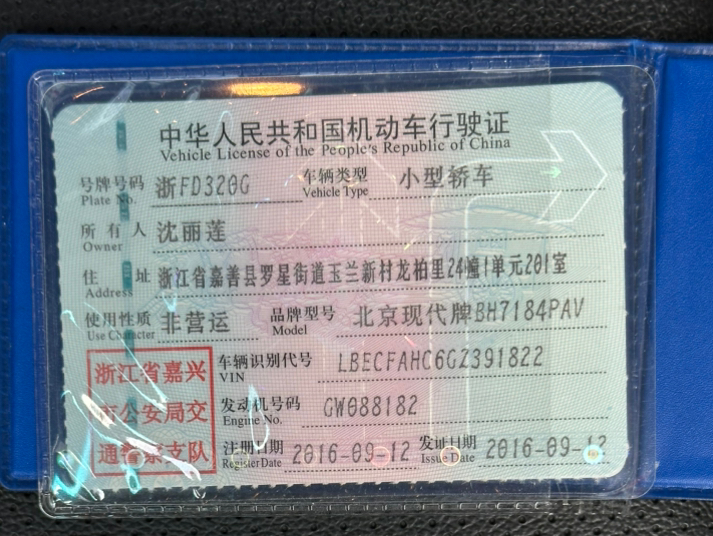 中华人民共和国机动车行驶证
Vehicle License of the People's Republic of China
号牌号码 浙FD320G 车辆类型 小型轿车
Plate No. Vehicle Type
所有人 沈丽莲
Owner
住址 浙江省嘉善县罗星街道玉兰新村龙柏里24幢1单元201室
Address
使用性质 非营运 品牌型号 北京现代牌BH7184PAV
Use Character Model
浙江省嘉兴
市公安局交
通警察支队
车辆识别代号 LBECFAHC6GZ391822
VIN
发动机号码 GW088182
Engine No.
注册日期 2016-09-12 发证日期 2016-09-12
Register Date Issue Date